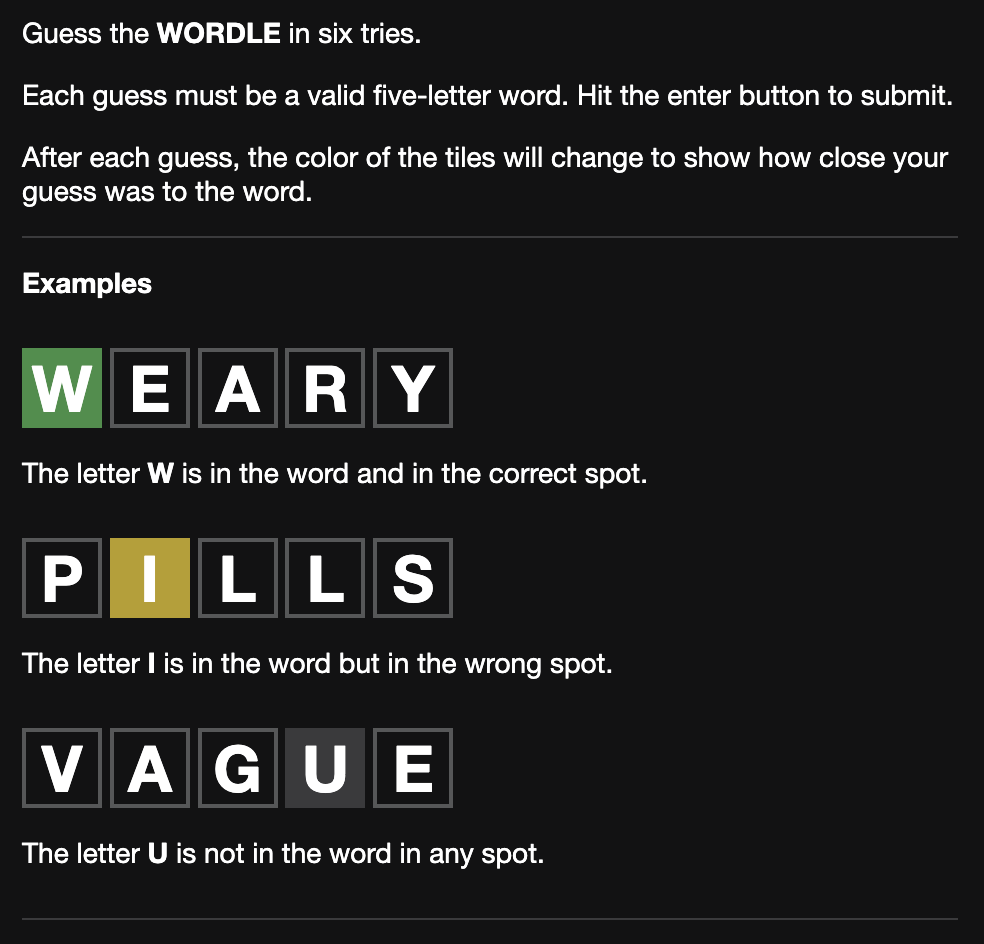 Guess the WORDLE in six tries.
Each guess must be a valid five-letter word. Hit the enter button to submit.
After each guess, the color of the tiles will change to show how close your
guess was to the word.
Examples
W E A R Y
The letter W is in the word and in the correct spot.
P I L L S
The letter I is in the word but in the wrong spot.
V A G U E
The letter U is not in the word in any spot.